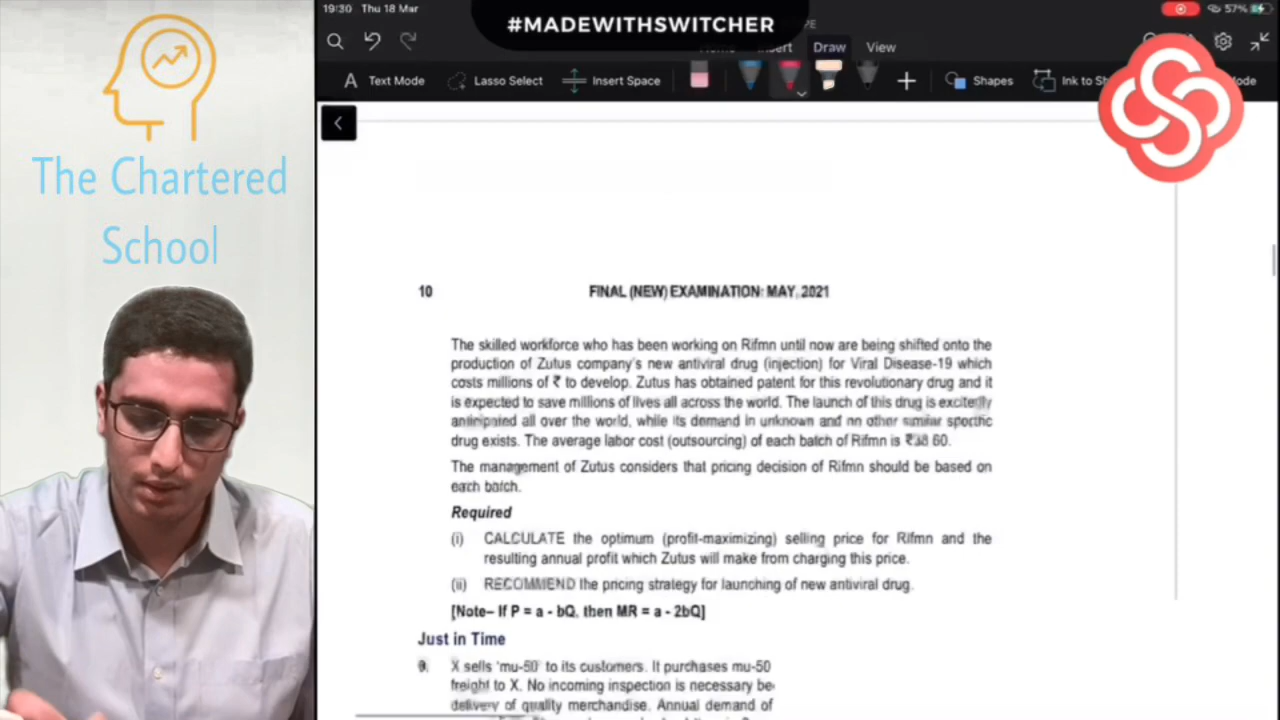 19:30 Thu 18 Mar
#MADEWITHSWITCHER
57%
Insert
Draw
View
Text Mode
Lasso Select
Insert Space
Shapes
Ink to
The Chartered
School
10
FINAL (NEW) EXAMINATION: MAY, 2021
The skilled workforce who has been working on Rifmn until now are being shifted onto the
production of Zutus company's new antiviral drug (injection) for Viral Disease-19 which
costs millions of ₹ to develop. Zutus has obtained patent for this revolutionary drug and it
is expected to save millions of lives all across the world. The launch of this drug is excitedly
anticipated all over the world, while its demand in unknown and no other similar specific
drug exists. The average labor cost (outsourcing) of each batch of Rifmn is
The management of Zutus considers that pricing decision of Rifmn should be based on
each batch.
Required
(i) CALCULATE the optimum (profit-maximizing) selling price for Rifmn and the
resulting annual profit which Zutus will make from charging this price.
(ii) RECOMMEND the pricing strategy for launching of new antiviral drug.
[Note– If P = a - bQ, then MR = a - 2bQ]
Just in Time
9. X sells 'mu-50' to its customers. It purchases mu-50
freight to X. No incoming inspection is necessary be
delivery of quality merchandise. Annual demand of